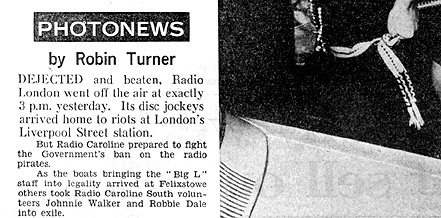 PHOTONEWS
by Robin Turner
DEJECTED and beaten, Radio
London went off the air at exactly
3 p.m. yesterday. Its disc jockeys
arrived home to riots at London's
Liverpool Street station.
But Radio Caroline prepared to fight
the Government's ban on the radio
pirates.
As the boats bringing the "Big L"
staff into legality arrived at Felixstowe
others took Radio Caroline South volun-
teers Johnnie Walker and Robbie Dale
into exile.